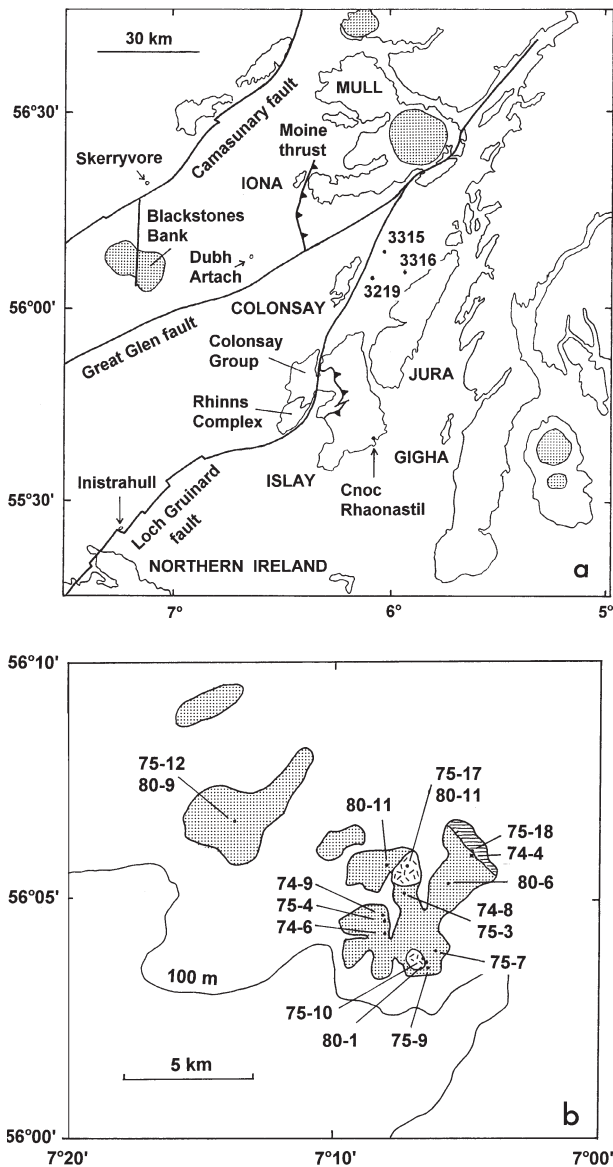 30 km
56°30'
MULL
Camasunary fault
Moine
thrust
Skerryvore
IONA
Blackstones
Bank
Dubh
Artach
3315
3316
3219
56°00'
COLONSAY
Great Glen fault
Colonsay
Group
JURA
Rhinns
Complex
GIGHA
ISLAY
Cnoc
Rhaonastil
Inistrahull
55°30'
Loch Gruinard
fault
NORTHERN IRELAND
a
7°
6°
5°
56°10'
75-12
80-9
75-17
80-11
80-11
75-18
74-4
80-6
74-9
75-4
74-6
74-8
75-3
56°05'
75-7
100 m
75-10
80-1
75-9
5 km
b
56°00'
7°20'
7°10'
7°00'